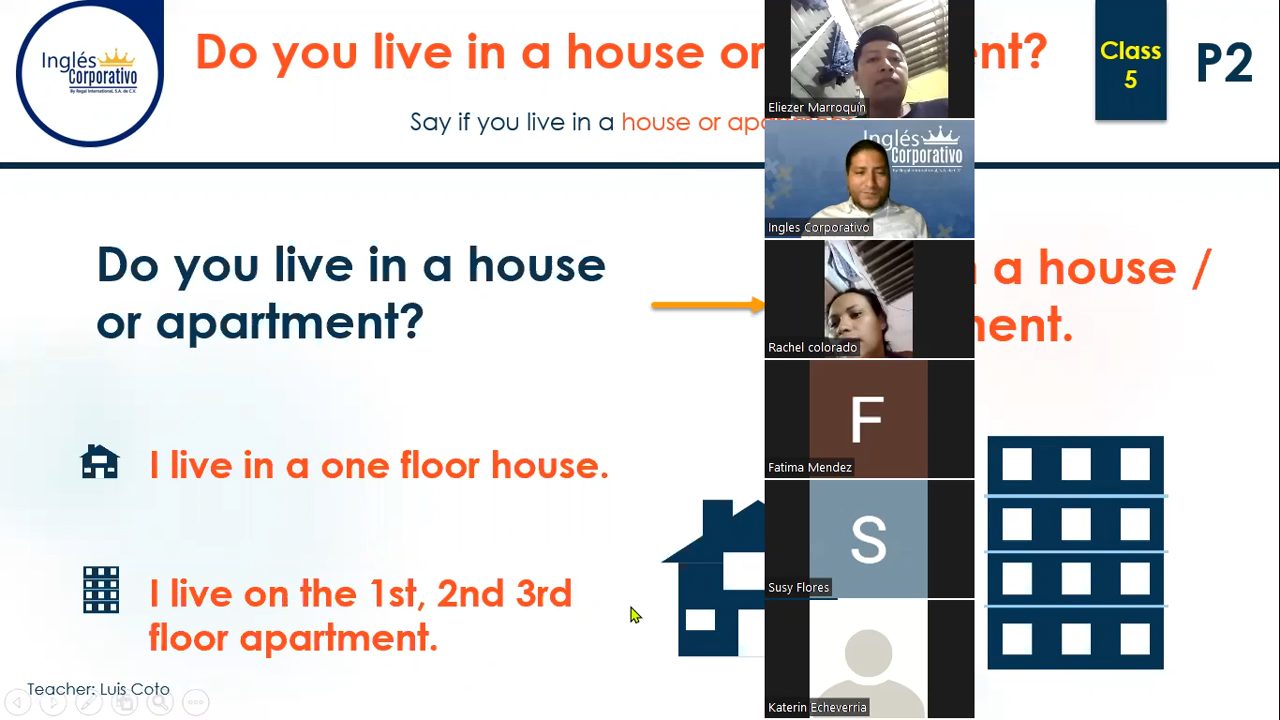 Inglés
Corporativo
By Regal International, S.A. de C.V.
Do you live in a house or
ent?
Class
5
P2
Say if you live in a house or
Do you live in a house
or apartment?
a house /
ent.
I live in a one floor house.
I live on the 1st, 2nd 3rd
floor apartment.
Teacher: Luis Coto
Eliezer Marroquín
Inglés
Corporativo
Ingles Corporativo
Rachel colorado
F
Fatima Mendez
S
Susy Flores
Katerin Echeverria